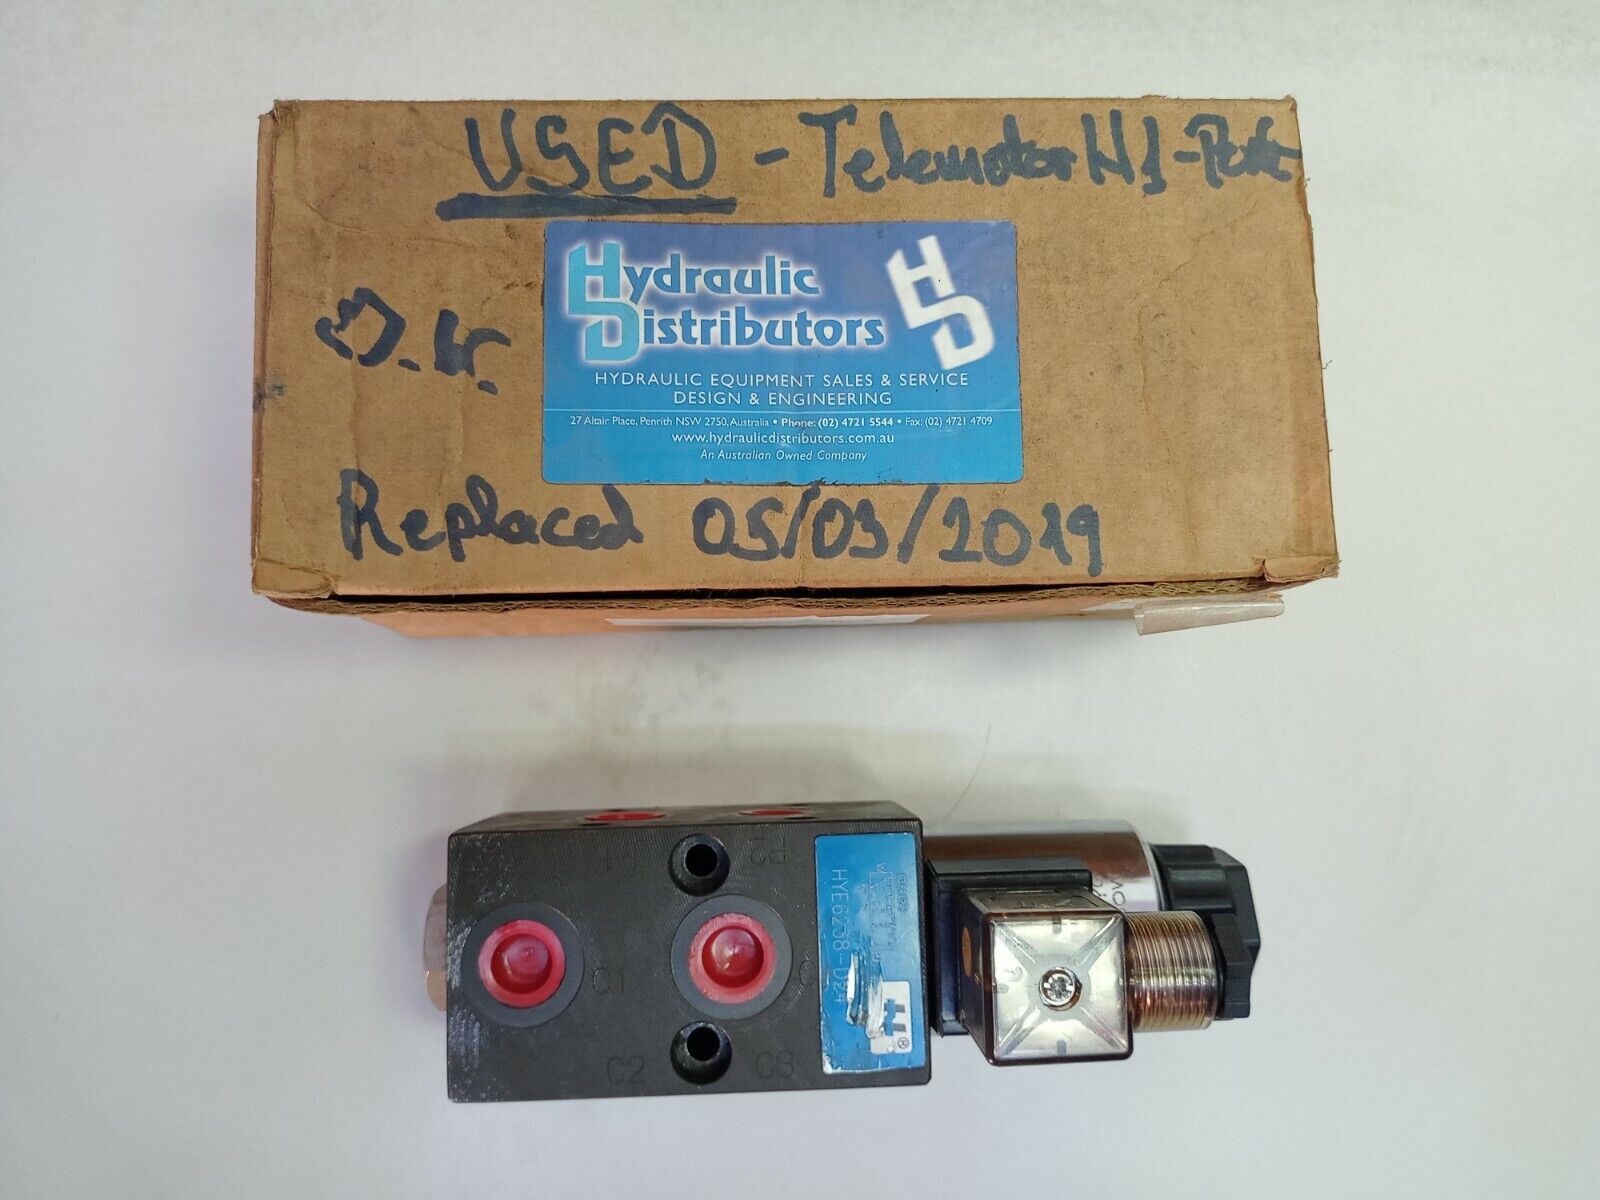 USED - Telemotor N1 - Port
Hydraulic
Distributors
HD
HYDRAULIC EQUIPMENT SALES & SERVICE
DESIGN & ENGINEERING
27 Altair Place, Penrith NSW 2750, Australia • Phone: (02) 4721 5544 • Fax: (02) 4721 4709
www.hydraulicdistributors.com.au
An Australian Owned Company
Replaced 05/03/2019
P2
C1
C2
HYE6238-D24
®